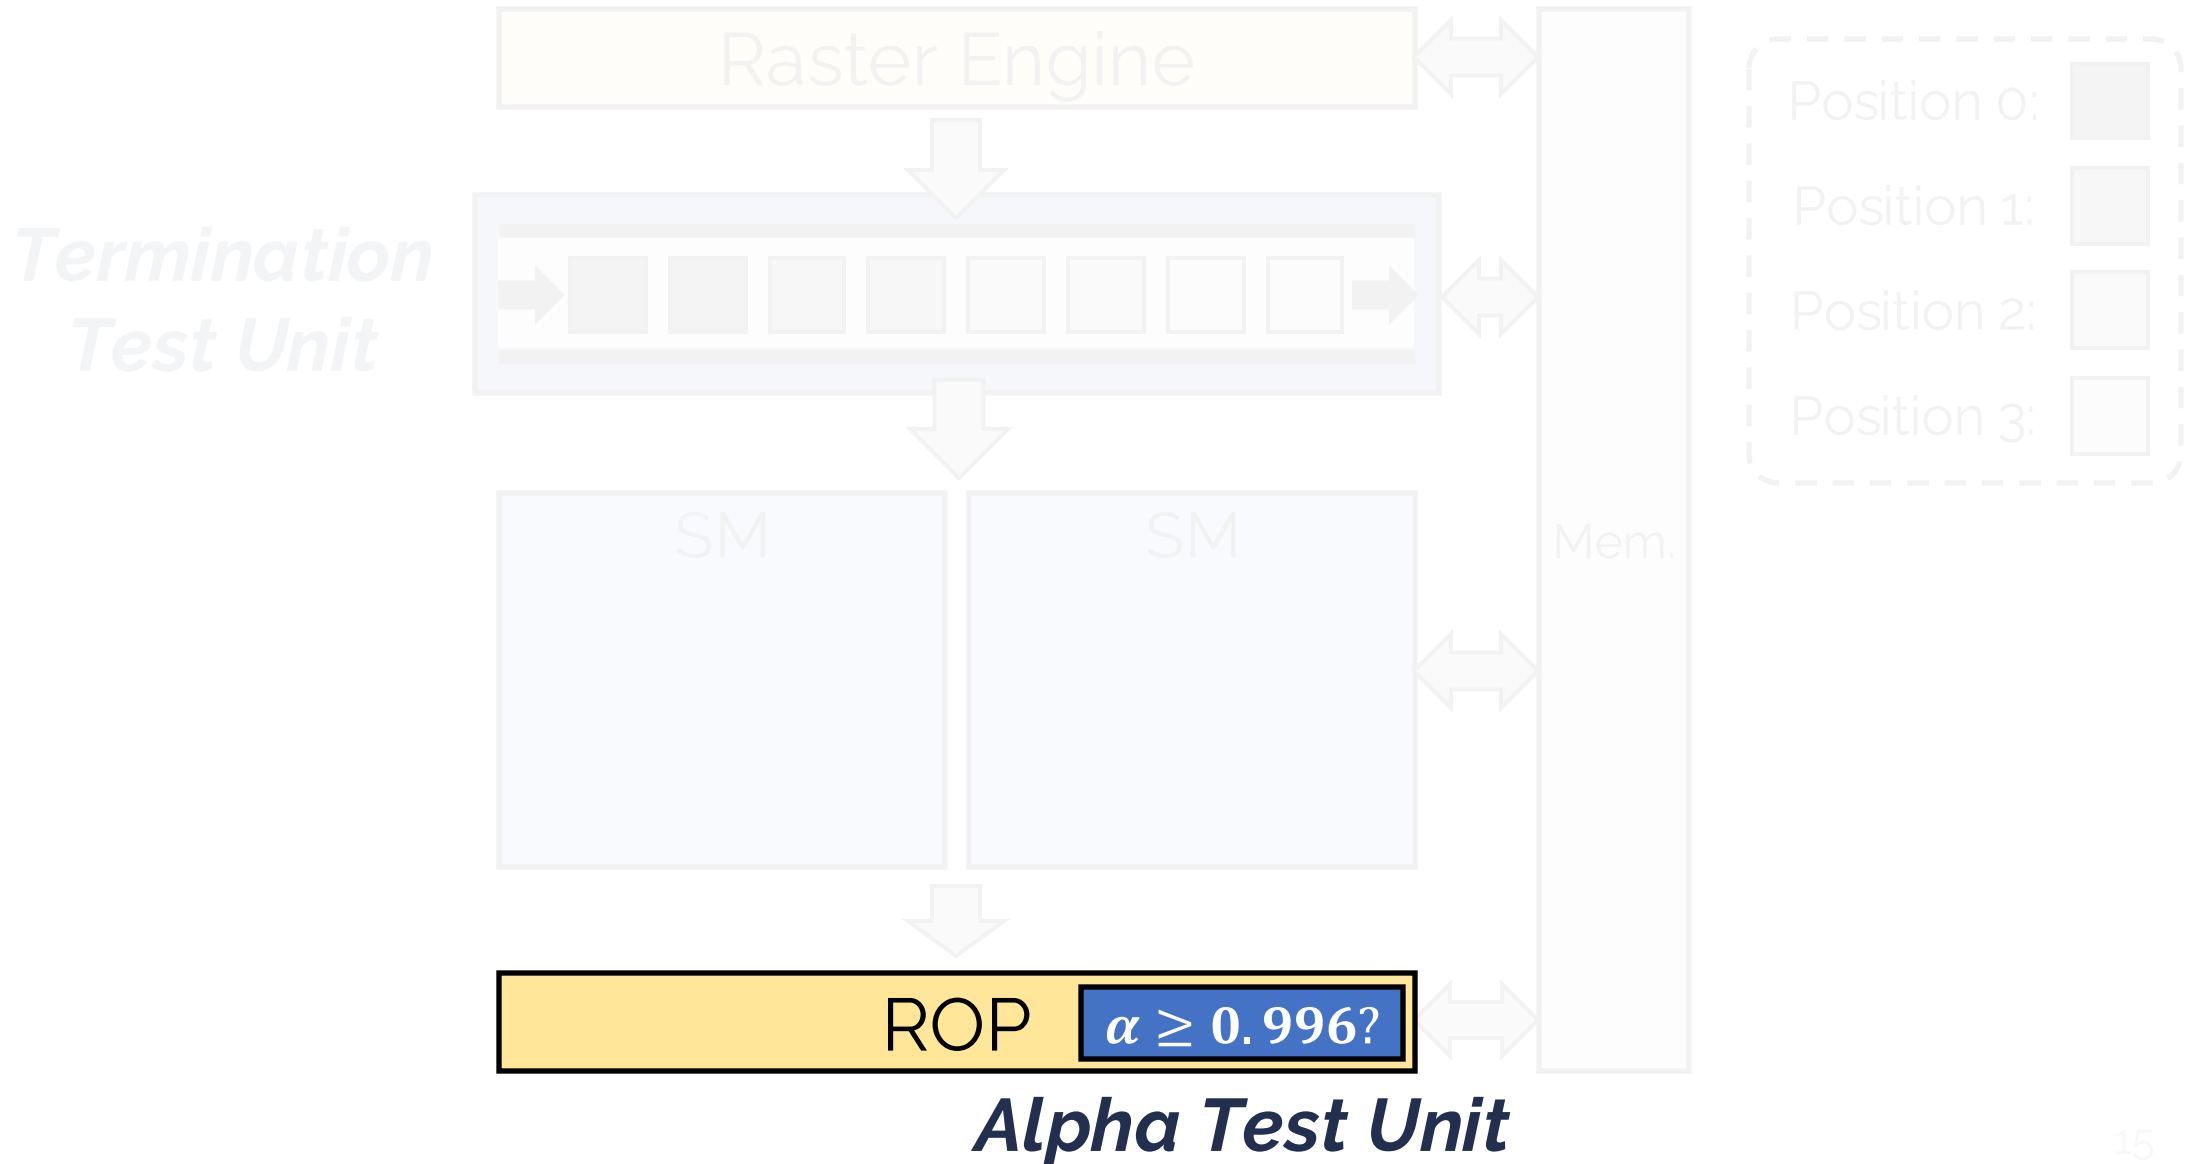 Raster Engine
Position 0:
Position 1:
Position 2:
Position 3:
Termination
Test Unit
SM
SM
Mem.
ROP
α ≥ 0.996?
Alpha Test Unit
15